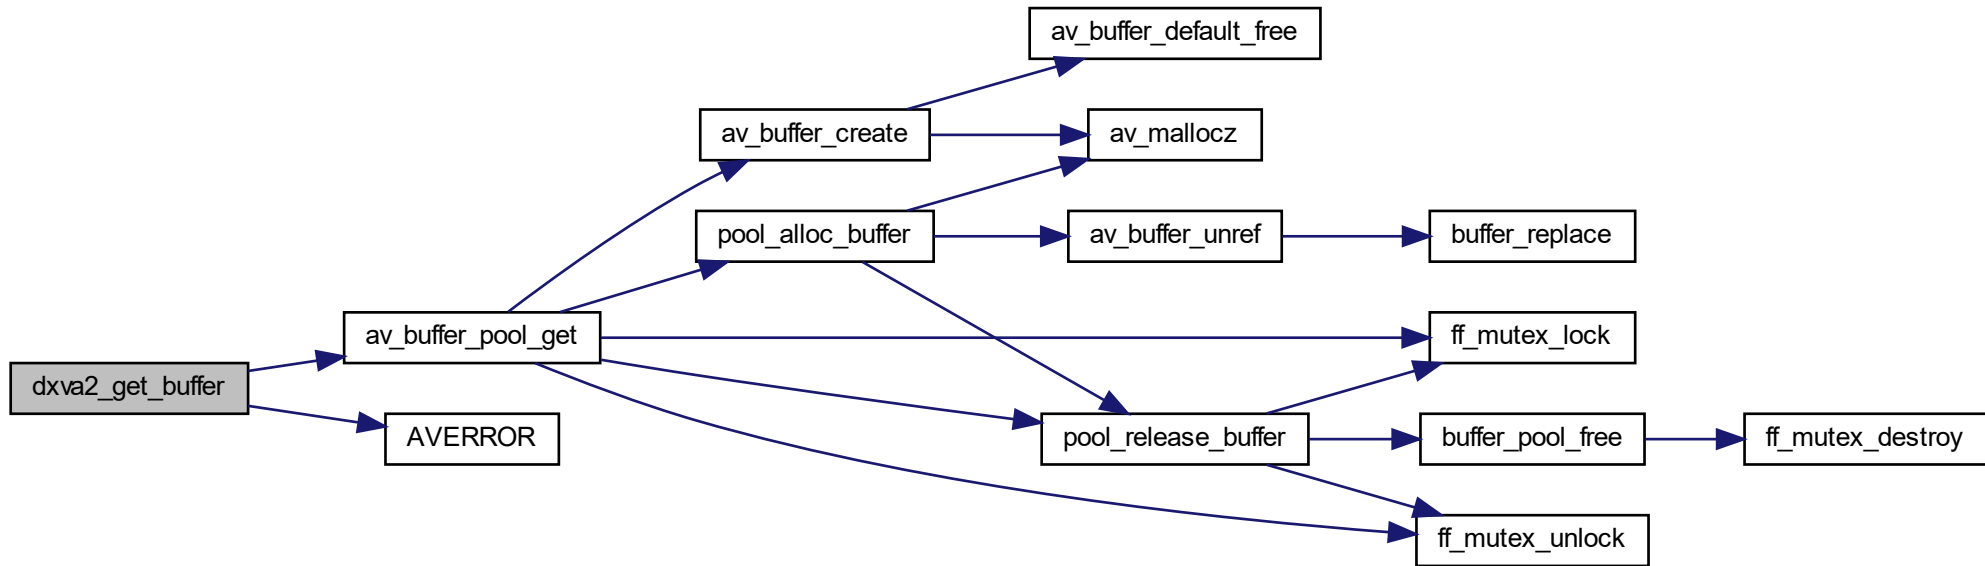 av_buffer_default_free
av_buffer_create
av_mallocz
pool_alloc_buffer
av_buffer_unref
buffer_replace
av_buffer_pool_get
ff_mutex_lock
dxva2_get_buffer
AVERROR
pool_release_buffer
buffer_pool_free
ff_mutex_destroy
ff_mutex_unlock